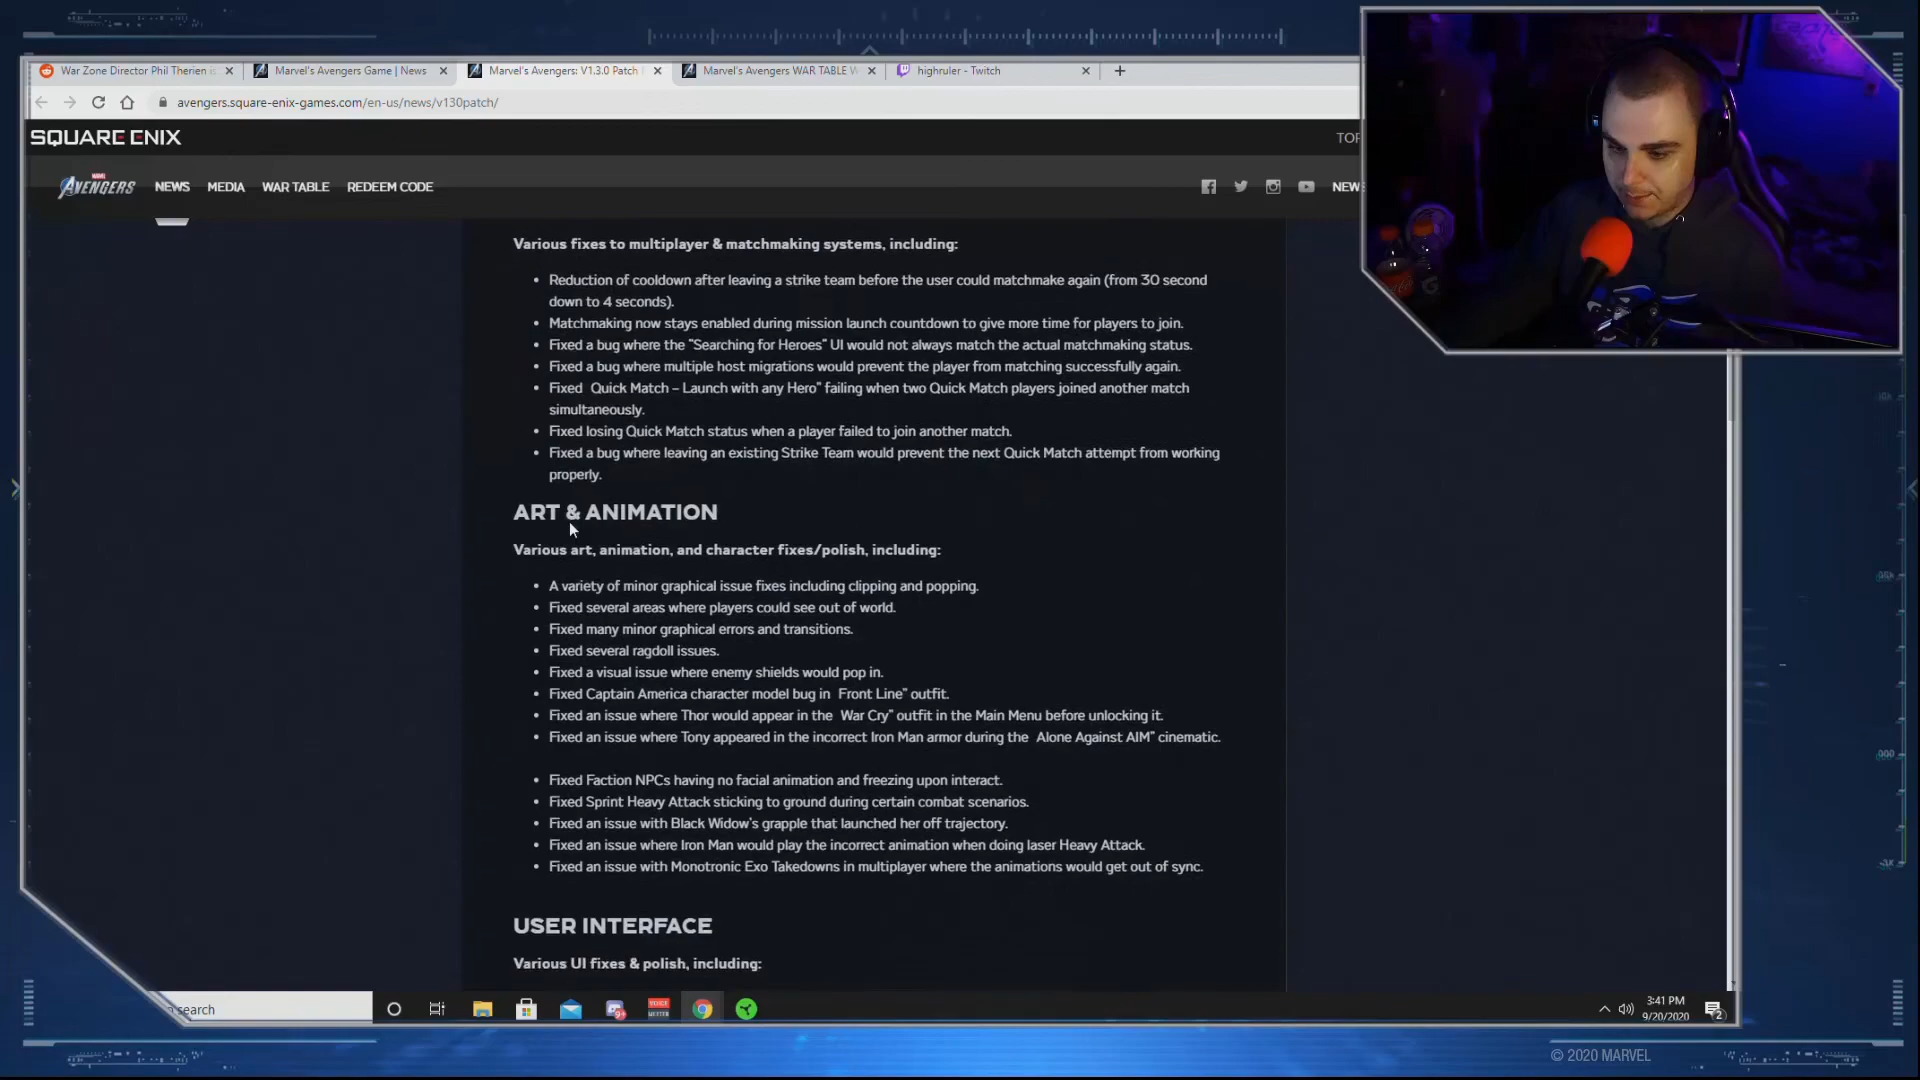 War Zone Director Phil Therien is
Marvel's Avengers Game | News
Marvel's Avengers: V1.3.0 Patch
Marvel's Avengers WAR TABLE W
highruler - Twitch
avengers.square-enix-games.com/en-us/news/v130patch/
SQUARE ENIX
TOP
MARVEL
AVENGERS
NEWS
MEDIA
WAR TABLE
REDEEM CODE
NEW
Various fixes to multiplayer & matchmaking systems, including:
• Reduction of cooldown after leaving a strike team before the user could matchmake again (from 30 second
down to 4 seconds).
• Matchmaking now stays enabled during mission launch countdown to give more time for players to join.
• Fixed a bug where the “Searching for Heroes” UI would not always match the actual matchmaking status.
• Fixed a bug where multiple host migrations would prevent the player from matching successfully again.
• Fixed Quick Match – Launch with any Hero” failing when two Quick Match players joined another match
simultaneously.
• Fixed losing Quick Match status when a player failed to join another match.
• Fixed a bug where leaving an existing Strike Team would prevent the next Quick Match attempt from working
properly.
ART & ANIMATION
Various art, animation, and character fixes/polish, including:
• A variety of minor graphical issue fixes including clipping and popping.
• Fixed several areas where players could see out of world.
• Fixed many minor graphical errors and transitions.
• Fixed several ragdoll issues.
• Fixed a visual issue where enemy shields would pop in.
• Fixed Captain America character model bug in Front Line” outfit.
• Fixed an issue where Thor would appear in the War Cry” outfit in the Main Menu before unlocking it.
• Fixed an issue where Tony appeared in the incorrect Iron Man armor during the Alone Against AIM” cinematic.
• Fixed Faction NPCs having no facial animation and freezing upon interact.
• Fixed Sprint Heavy Attack sticking to ground during certain combat scenarios.
• Fixed an issue with Black Widow's grapple that launched her off trajectory.
• Fixed an issue where Iron Man would play the incorrect animation when doing laser Heavy Attack.
• Fixed an issue with Monotronic Exo Takedowns in multiplayer where the animations would get out of sync.
USER INTERFACE
Various UI fixes & polish, including:
search
9+
VOICE
MEETER
3:41 PM
9/20/2020
2
© 2020 MARVEL